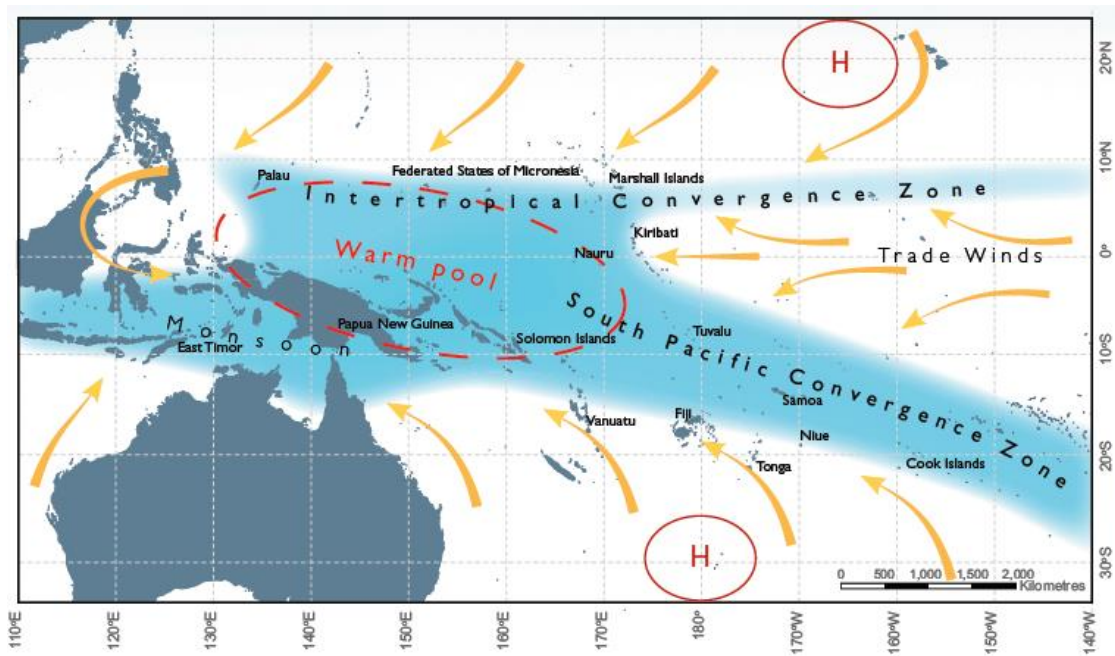 H
20°N
10°N
0°
10°S
20°S
30°S
Palau
Federated States of Micronesia
Marshall Islands
Intertropical Convergence Zone
Kiribati
Warm pool
Nauru
Trade Winds
Monsoon
Papua New Guinea
East Timor
Solomon Islands
South Pacific Convergence Zone
Tuvalu
Samoa
Vanuatu
Fiji
Niue
Tonga
Cook Islands
H
0 500 1,000 1,500 2,000
Kilometres
110°E
120°E
130°E
140°E
150°E
160°E
170°E
180°
170°W
160°W
150°W
140°W